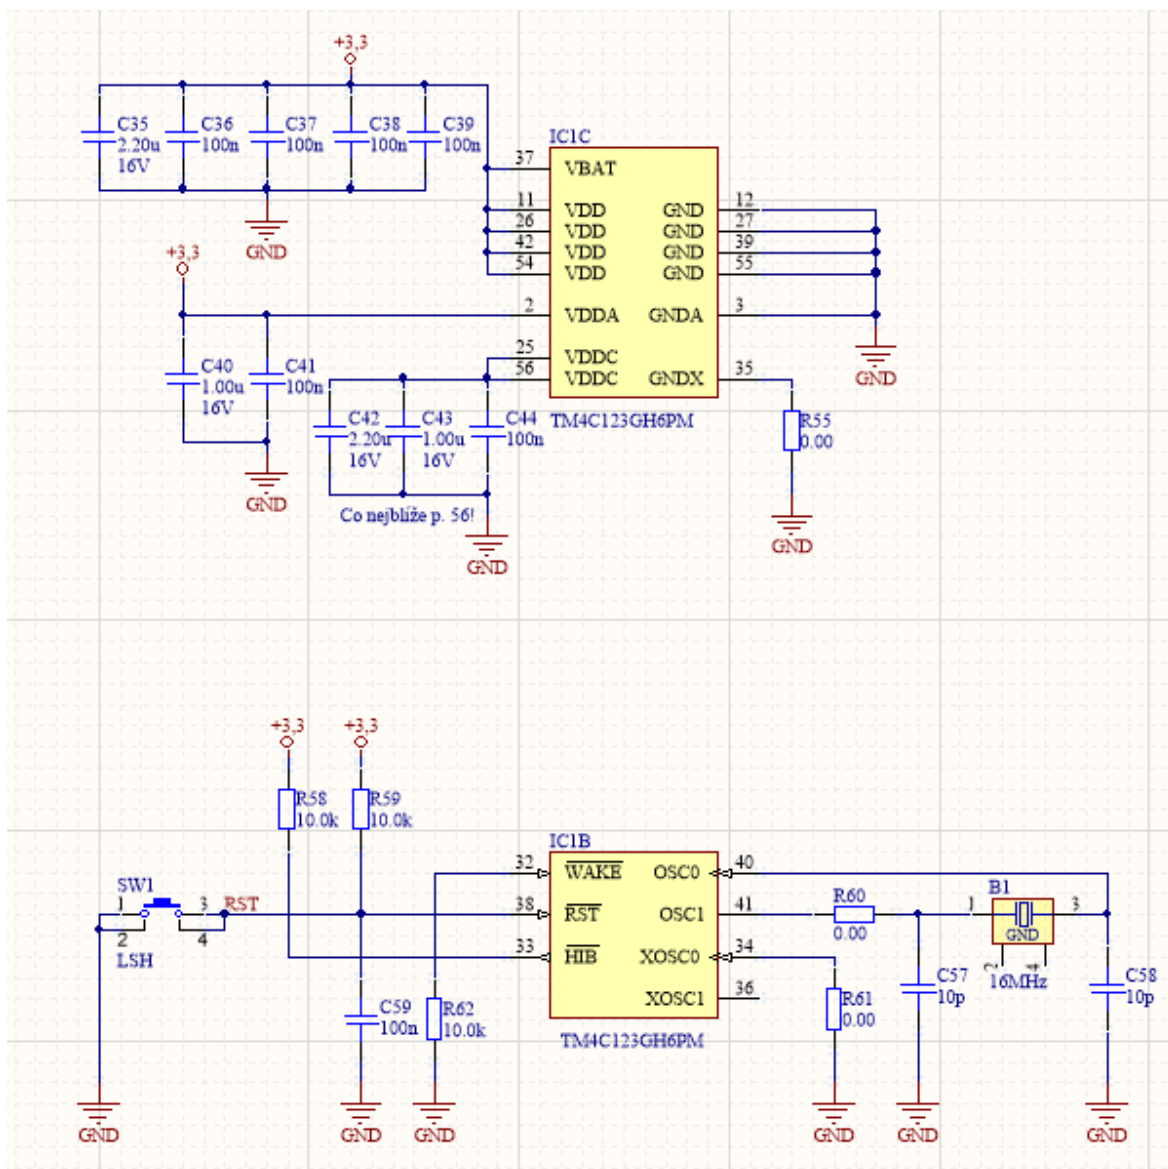 +3,3
C35
2.20u
16V
C36
100n
C37
100n
C38
100n
C39
100n
GND
IC1C
37 VBAT
11 VDD GND 12
26 VDD GND 27
42 VDD GND 39
54 VDD GND 55
2 VDDA GNDA 3
25 VDDC
56 VDDC GNDX 35
TM4C123GH6PM
GND
+3,3
C40
1.00u
16V
C41
100n
GND
C42
2.20u
16V
C43
1.00u
16V
C44
100n
Co nejblíže p. 56!
GND
R55
0.00
GND
+3,3
+3,3
R58
10.0k
R59
10.0k
SW1
1 3 RST
2 4
LSH
IC1B
32 WAKE OSC0 40
38 RST OSC1 41
33 HIB XOSC0 34
XOSC1 36
TM4C123GH6PM
R60
0.00
B1
1 3
GND
2 4
16MHz
C59
100n
R62
10.0k
R61
0.00
C57
10p
C58
10p
GND
GND
GND
GND
GND
GND